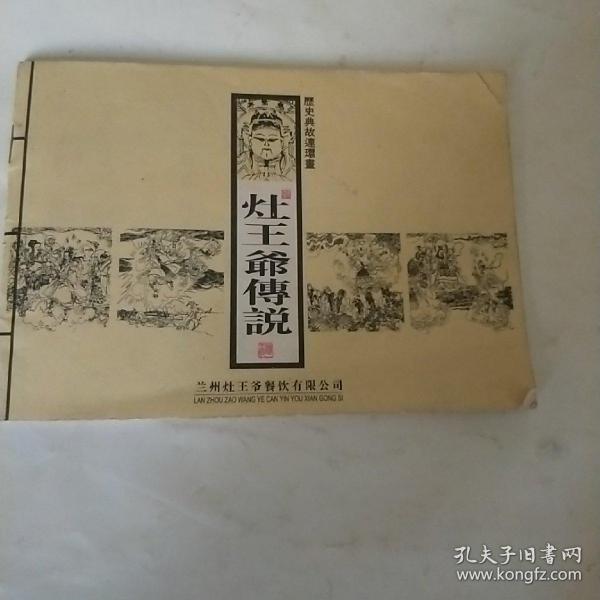 歷史典故連環畫
灶王爺傳説
兰州灶王爷餐饮有限公司
LAN ZHOU ZAO WANG YE CAN YIN YOU XIAN GONG SI
孔夫子旧书网
www.kongfz.com